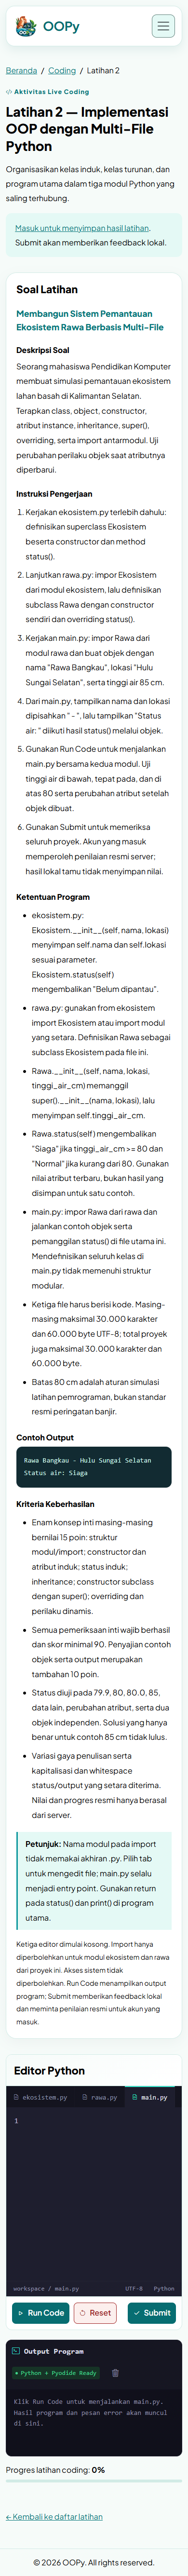 OOPy
Beranda / Coding / Latihan 2
</> Aktivitas Live Coding
Latihan 2 — Implementasi
OOP dengan Multi-File
Python
Organisasikan kelas induk, kelas turunan, dan
program utama dalam tiga modul Python yang
saling terhubung.
Masuk untuk menyimpan hasil latihan.
Submit akan memberikan feedback lokal.
Soal Latihan
Membangun Sistem Pemantauan
Ekosistem Rawa Berbasis Multi-File
Deskripsi Soal
Seorang mahasiswa Pendidikan Komputer
membuat simulasi pemantauan ekosistem
lahan basah di Kalimantan Selatan.
Terapkan class, object, constructor,
atribut instance, inheritance, super(),
overriding, serta import antarmodul. Uji
perubahan perilaku objek saat atributnya
diperbarui.
Instruksi Pengerjaan
1. Kerjakan ekosistem.py terlebih dahulu:
definisikan superclass Ekosistem
beserta constructor dan method
status().
2. Lanjutkan rawa.py: impor Ekosistem
dari modul ekosistem, lalu definisikan
subclass Rawa dengan constructor
sendiri dan overriding status().
3. Kerjakan main.py: impor Rawa dari
modul rawa dan buat objek dengan
nama "Rawa Bangkau", lokasi "Hulu
Sungai Selatan", serta tinggi air 85 cm.
4. Dari main.py, tampilkan nama dan lokasi
dipisahkan " - ", lalu tampilkan "Status
air: " diikuti hasil status() melalui objek.
5. Gunakan Run Code untuk menjalankan
main.py bersama kedua modul. Uji
tinggi air di bawah, tepat pada, dan di
atas 80 serta perubahan atribut setelah
objek dibuat.
6. Gunakan Submit untuk memeriksa
seluruh proyek. Akun yang masuk
memperoleh penilaian resmi server;
hasil lokal tamu tidak menyimpan nilai.
Ketentuan Program
• ekosistem.py:
Ekosistem.__init__(self, nama, lokasi)
menyimpan self.nama dan self.lokasi
sesuai parameter.
Ekosistem.status(self)
mengembalikan "Belum dipantau".
• rawa.py: gunakan from ekosistem
import Ekosistem atau import modul
yang setara. Definisikan Rawa sebagai
subclass Ekosistem pada file ini.
• Rawa.__init__(self, nama, lokasi,
tinggi_air_cm) memanggil
super().__init__(nama, lokasi), lalu
menyimpan self.tinggi_air_cm.
• Rawa.status(self) mengembalikan
"Siaga" jika tinggi_air_cm >= 80 dan
"Normal" jika kurang dari 80. Gunakan
nilai atribut terbaru, bukan hasil yang
disimpan untuk satu contoh.
• main.py: impor Rawa dari rawa dan
jalankan contoh objek serta
pemanggilan status() di file utama ini.
Mendefinisikan seluruh kelas di
main.py tidak memenuhi struktur
modular.
• Ketiga file harus berisi kode. Masing-
masing maksimal 30.000 karakter
dan 60.000 byte UTF-8; total proyek
juga maksimal 30.000 karakter dan
60.000 byte.
• Batas 80 cm adalah aturan simulasi
latihan pemrograman, bukan standar
resmi peringatan banjir.
Contoh Output
Rawa Bangkau - Hulu Sungai Selatan
Status air: Siaga
Kriteria Keberhasilan
• Enam konsep inti masing-masing
bernilai 15 poin: struktur
modul/import; constructor dan
atribut induk; status induk;
inheritance; constructor subclass
dengan super(); overriding dan
perilaku dinamis.
• Semua pemeriksaan inti wajib berhasil
dan skor minimal 90. Penyajian contoh
objek serta output merupakan
tambahan 10 poin.
• Status diuji pada 79.9, 80, 80.0, 85,
data lain, perubahan atribut, serta dua
objek independen. Solusi yang hanya
benar untuk contoh 85 cm tidak lulus.
• Variasi gaya penulisan serta
kapitalisasi dan whitespace
status/output yang setara diterima.
Nilai dan progres resmi hanya berasal
dari server.
Petunjuk: Nama modul pada import
tidak memakai akhiran .py. Pilih tab
untuk mengedit file; main.py selalu
menjadi entry point. Gunakan return
pada status() dan print() di program
utama.
Ketiga editor dimulai kosong. Import hanya
diperbolehkan untuk modul ekosistem dan rawa
dari proyek ini. Akses sistem tidak
diperbolehkan. Run Code menampilkan output
program; Submit memberikan feedback lokal
dan meminta penilaian resmi untuk akun yang
masuk.
Editor Python
ekosistem.py rawa.py main.py
1
workspace / main.py UTF-8 Python
Run Code Reset Submit
Output Program
Python + Pyodide Ready
Klik Run Code untuk menjalankan main.py.
Hasil program dan pesan error akan muncul
di sini.
Progres latihan coding: 0%
← Kembali ke daftar latihan
© 2026 OOPy. All rights reserved.